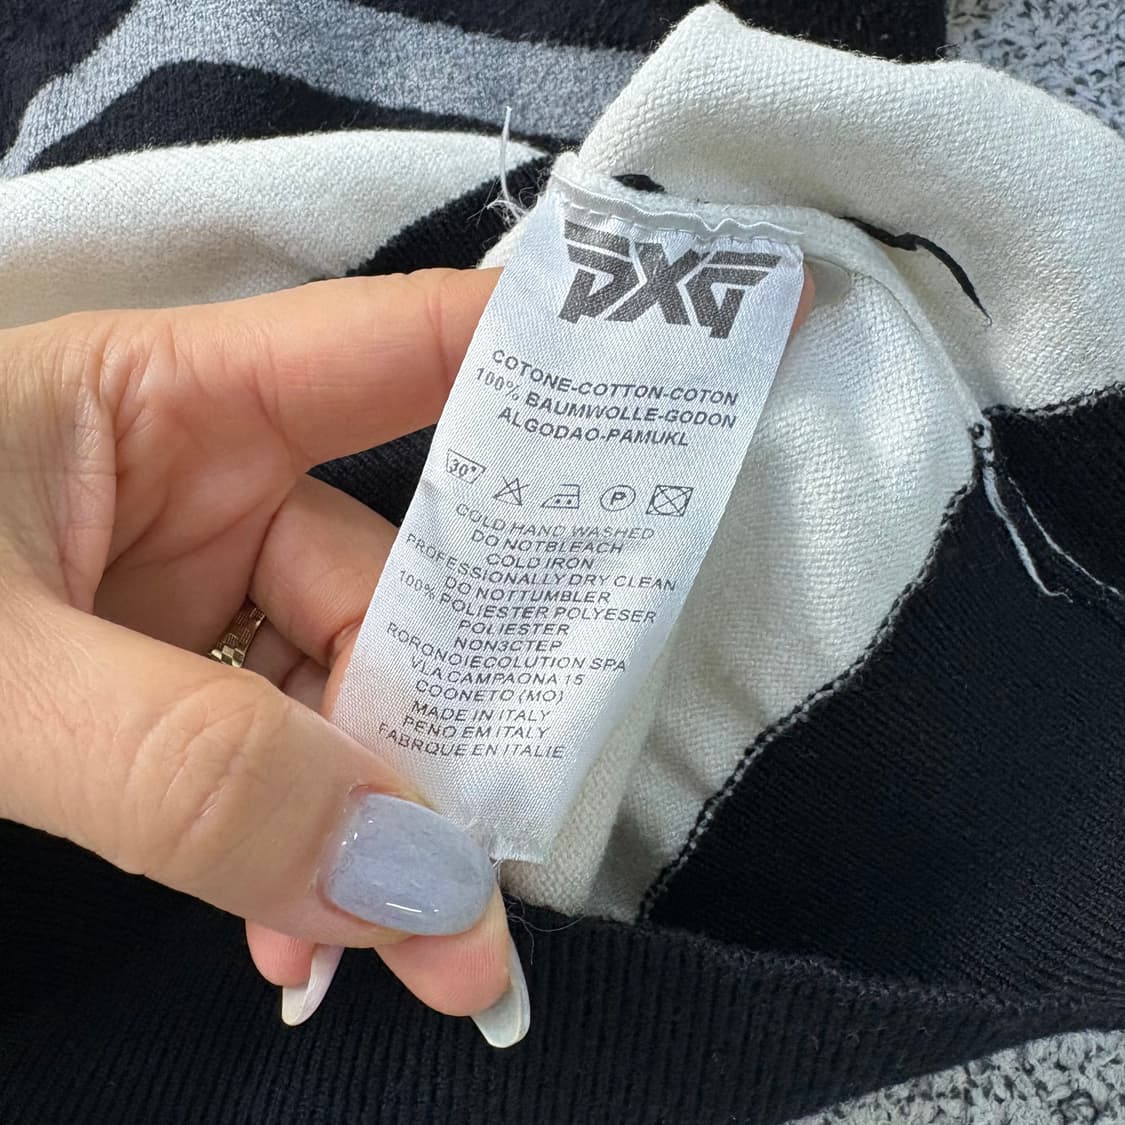 PXG
COTONE-COTTON-COTON
100% BAUMWOLLE-GODON
ALGODAO-PAMUKL
30°
P
COLD HAND WASHED
DO NOTBLEACH
COLD IRON
PROFESSIONALLY DRY CLEAN
DO NOTTUMBLER
100% POLIESTER POLYESER
POLIESTER
NON3CTEP
RORONOIECOLUTION SPA
VLA CAMPAONA 15
COONETO (MO)
MADE IN ITALY
PENO EM ITALY
FABRQUE EN ITALIE